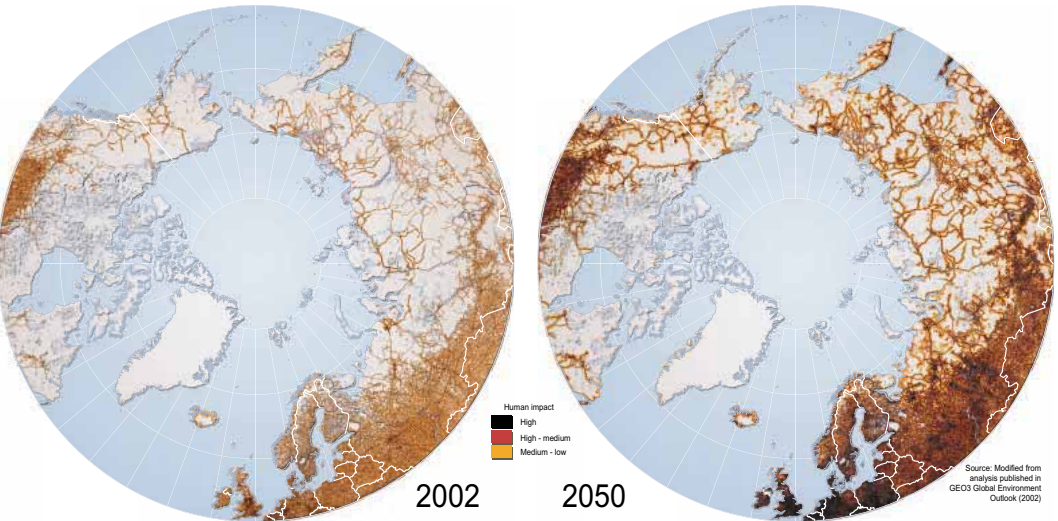 Human impact
High
High - medium
Medium - low
2002
2050
Source: Modified from
analysis published in
GEO3 Global Environment
Outlook (2002)